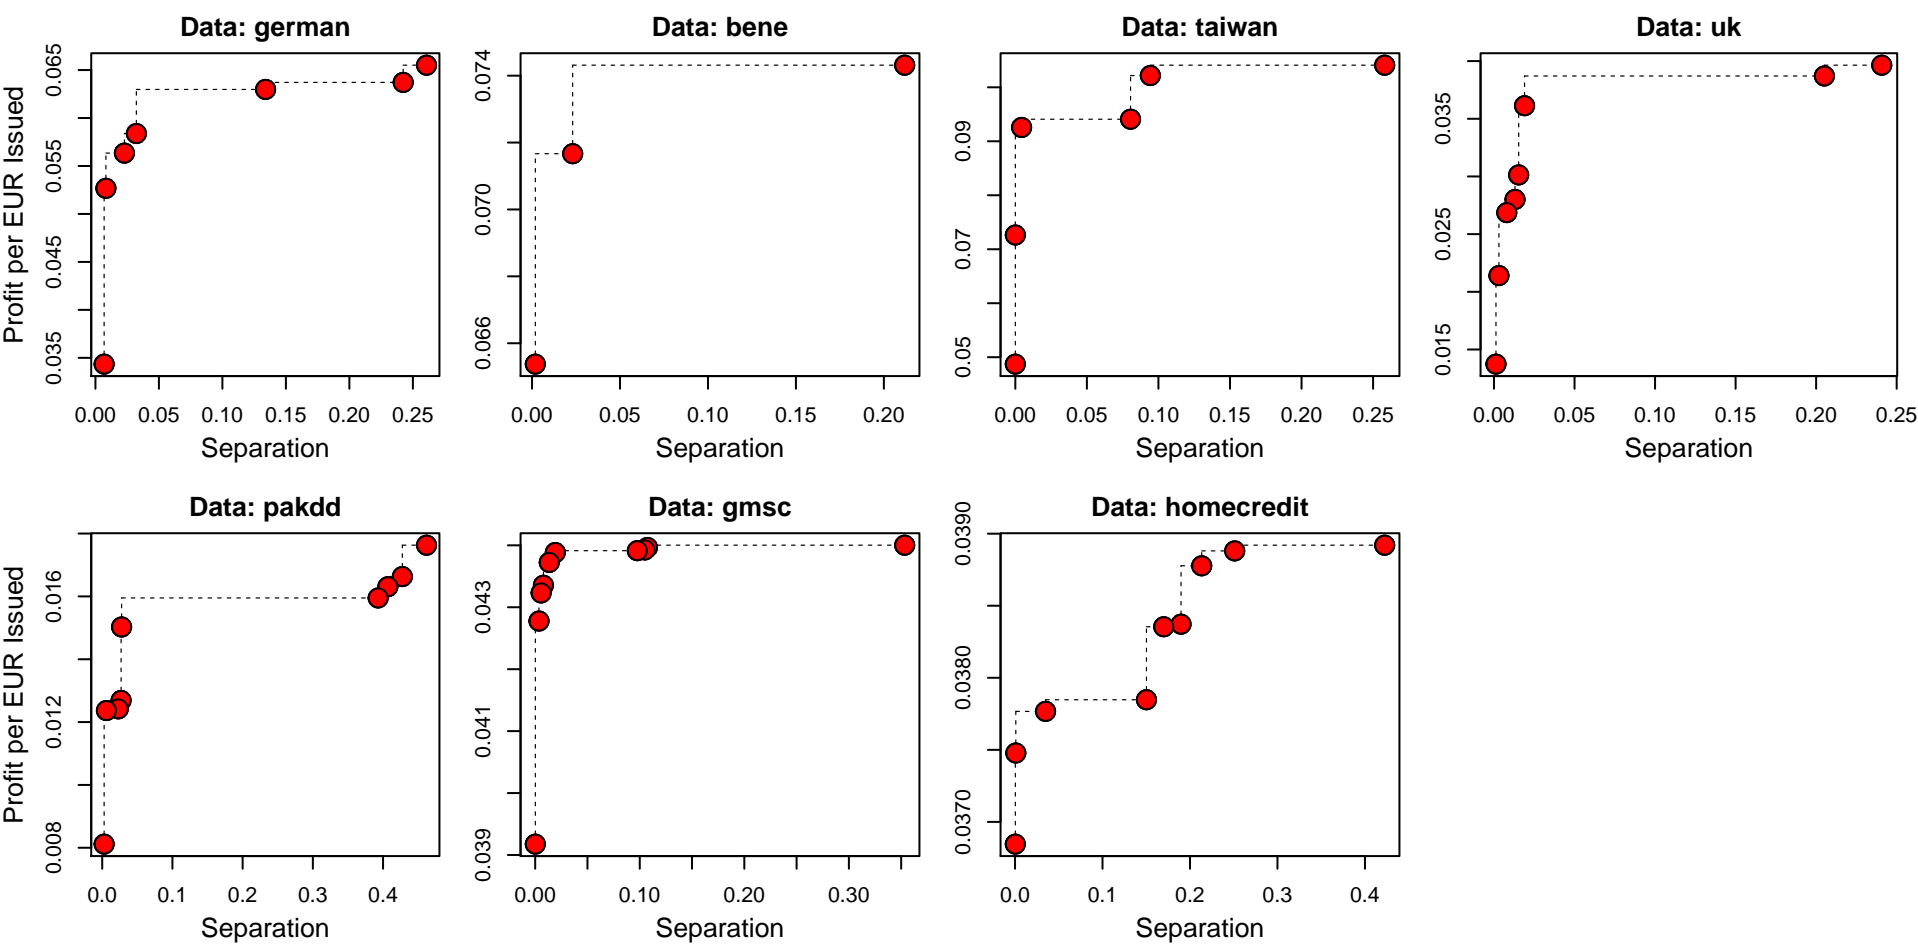 Data: german
Profit per EUR Issued
0.035 0.045 0.055 0.065
0.00 0.05 0.10 0.15 0.20 0.25
Separation
Data: bene
0.066 0.070 0.074
0.00 0.05 0.10 0.15 0.20
Separation
Data: taiwan
0.05 0.07 0.09
0.00 0.05 0.10 0.15 0.20 0.25
Separation
Data: uk
0.015 0.025 0.035
0.00 0.05 0.10 0.15 0.20 0.25
Separation
Data: pakdd
Profit per EUR Issued
0.008 0.012 0.016
0.0 0.1 0.2 0.3 0.4
Separation
Data: gmsc
0.039 0.041 0.043
0.00 0.10 0.20 0.30
Separation
Data: homecredit
0.0370 0.0380 0.0390
0.0 0.1 0.2 0.3 0.4
Separation